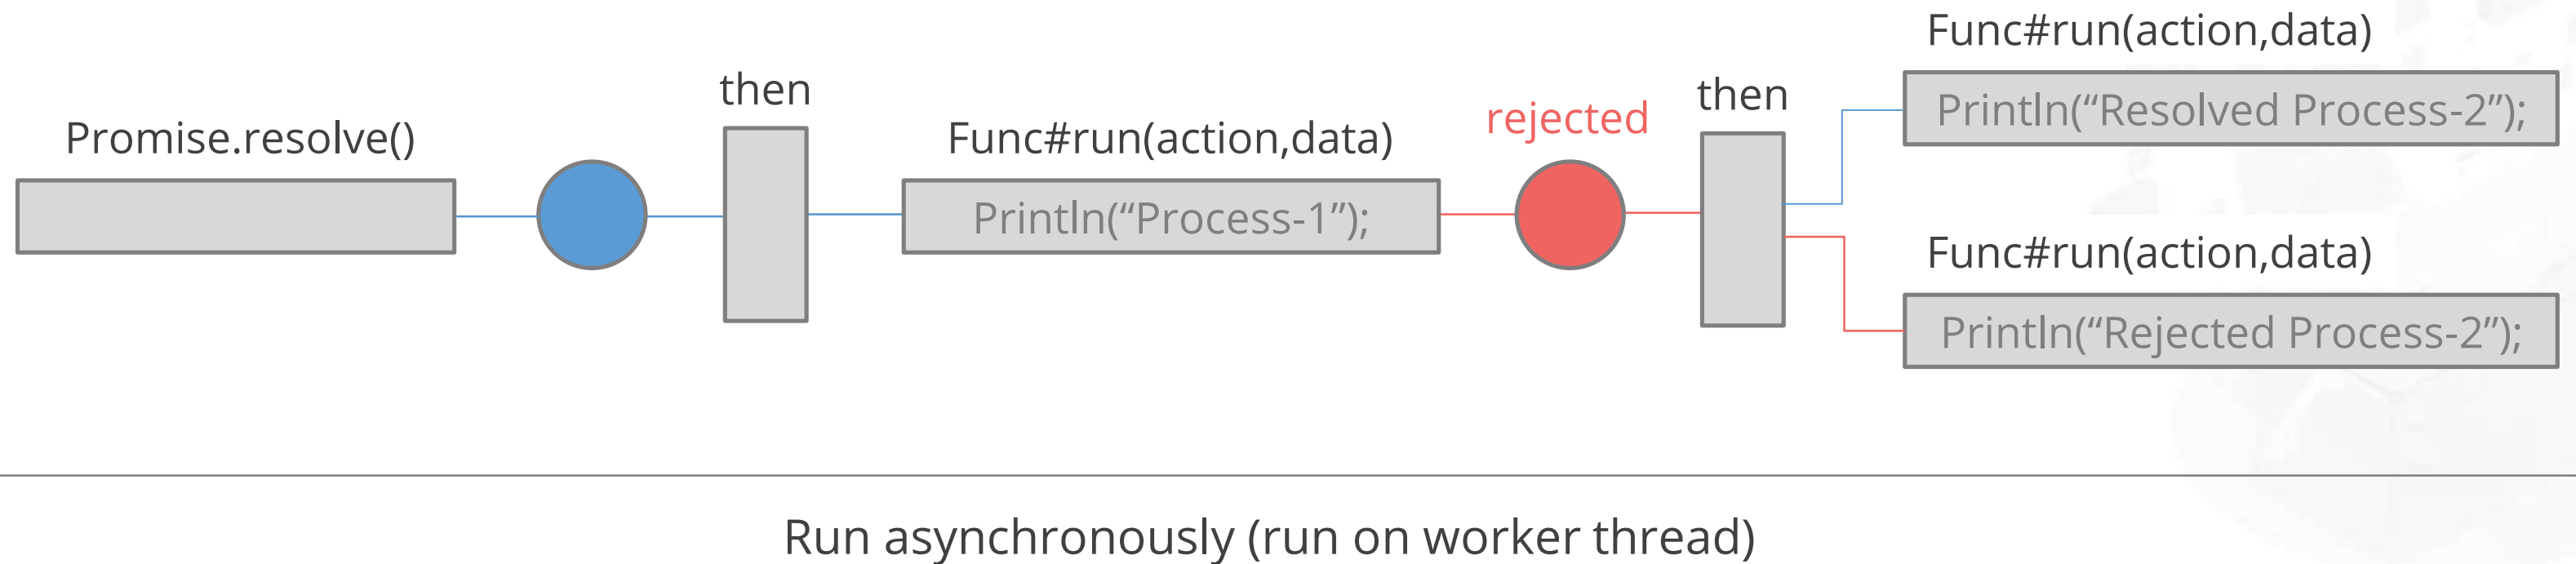 Promise.resolve()
then
Func#run(action,data)
Println(“Process-1”);
rejected
then
Func#run(action,data)
Println(“Resolved Process-2”);
Func#run(action,data)
Println(“Rejected Process-2”);
Run asynchronously (run on worker thread)